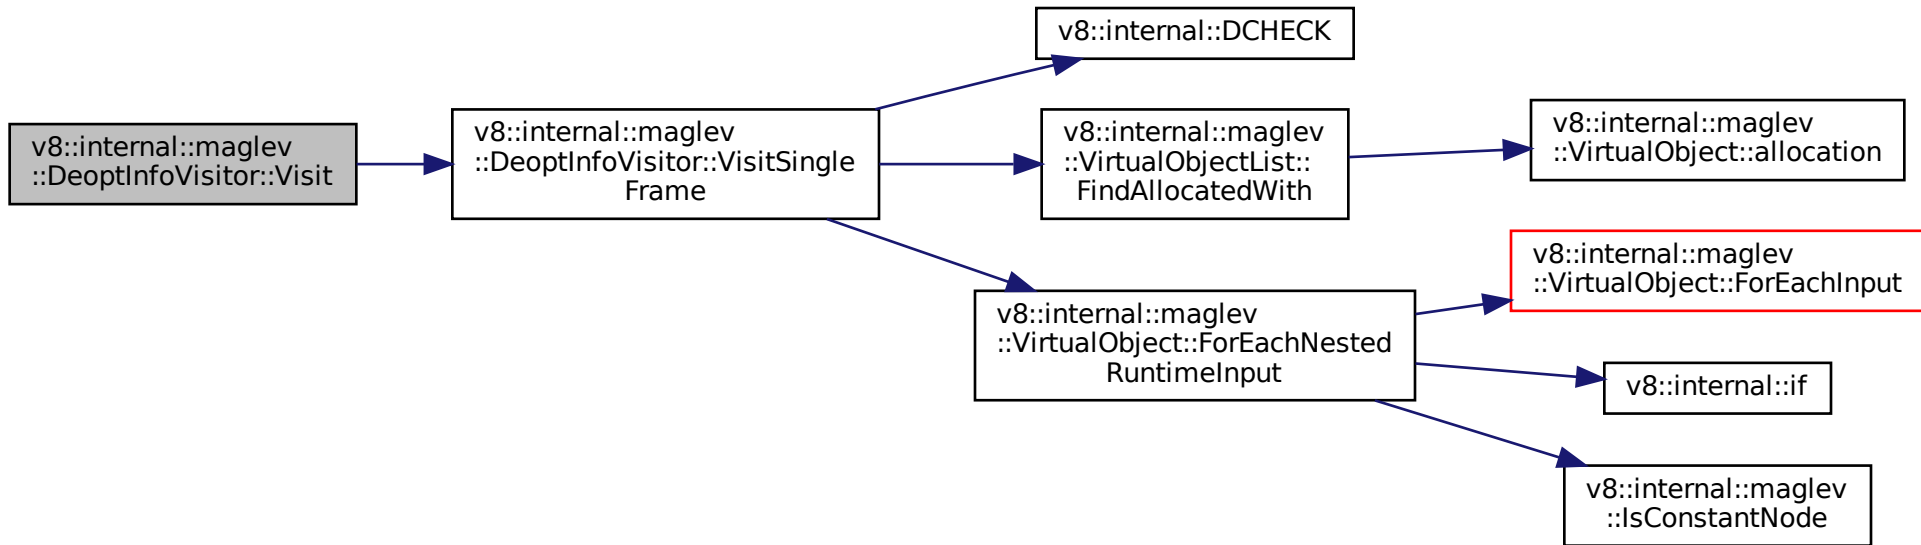 v8::internal::maglev
::DeoptInfoVisitor::Visit
v8::internal::maglev
::DeoptInfoVisitor::VisitSingle
Frame
v8::internal::DCHECK
v8::internal::maglev
::VirtualObjectList::
FindAllocatedWith
v8::internal::maglev
::VirtualObject::allocation
v8::internal::maglev
::VirtualObject::ForEachNested
RuntimeInput
v8::internal::maglev
::VirtualObject::ForEachInput
v8::internal::if
v8::internal::maglev
::IsConstantNode